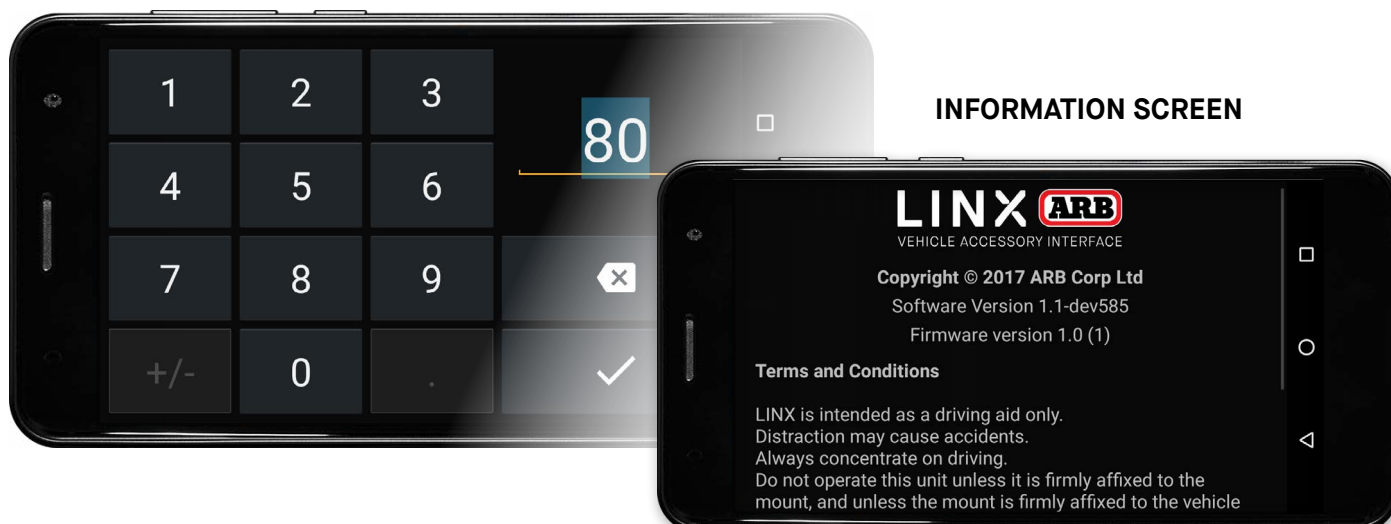 1 2 3
80
4 5 6
7 8 9
+/- 0 .
INFORMATION SCREEN
LINX ARB
VEHICLE ACCESSORY INTERFACE
Copyright © 2017 ARB Corp Ltd
Software Version 1.1-dev585
Firmware version 1.0 (1)
Terms and Conditions
LINX is intended as a driving aid only.
Distraction may cause accidents.
Always concentrate on driving.
Do not operate this unit unless it is firmly affixed to the
mount, and unless the mount is firmly affixed to the vehicle